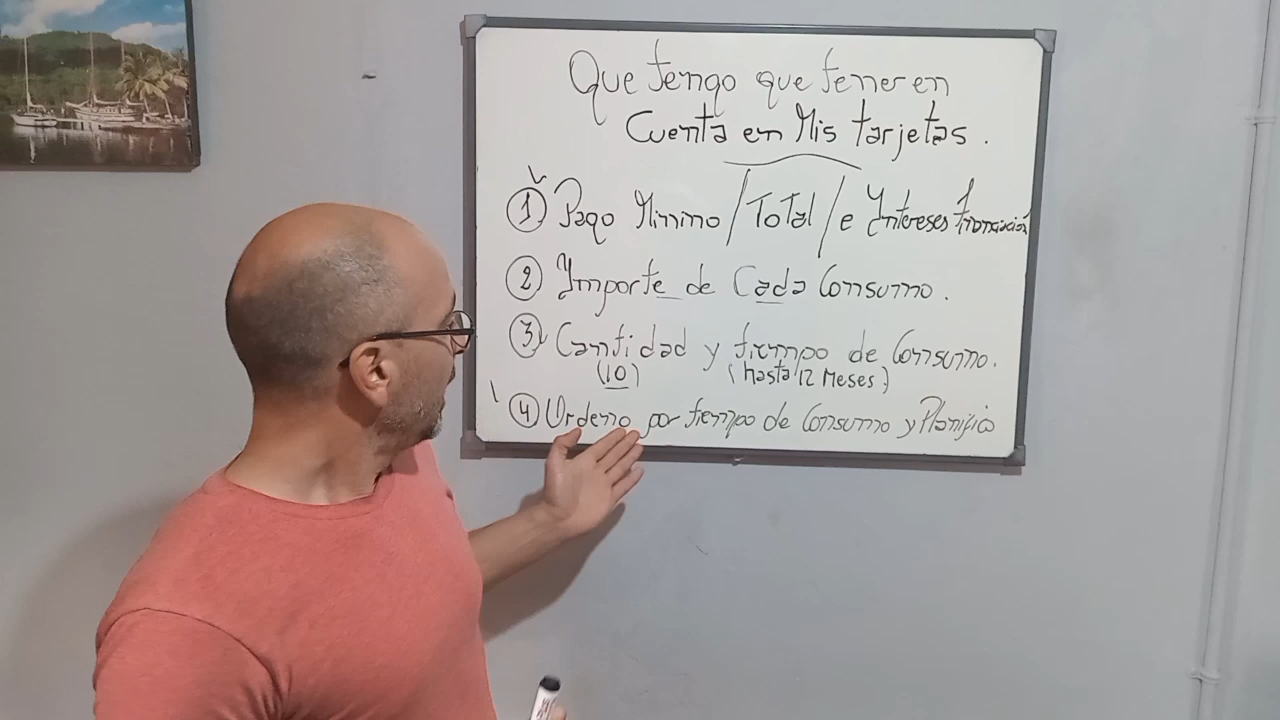 Que tengo que tener en
Cuenta en Mis tarjetas.
1 Pago Minimo / Total / e Intereses financiación
2 Importe de Cada Consumo.
3 Cantidad y tiempo de Consumo.
(10) (hasta 12 Meses)
4 Ordeno por tiempo de Consumo y Planifico